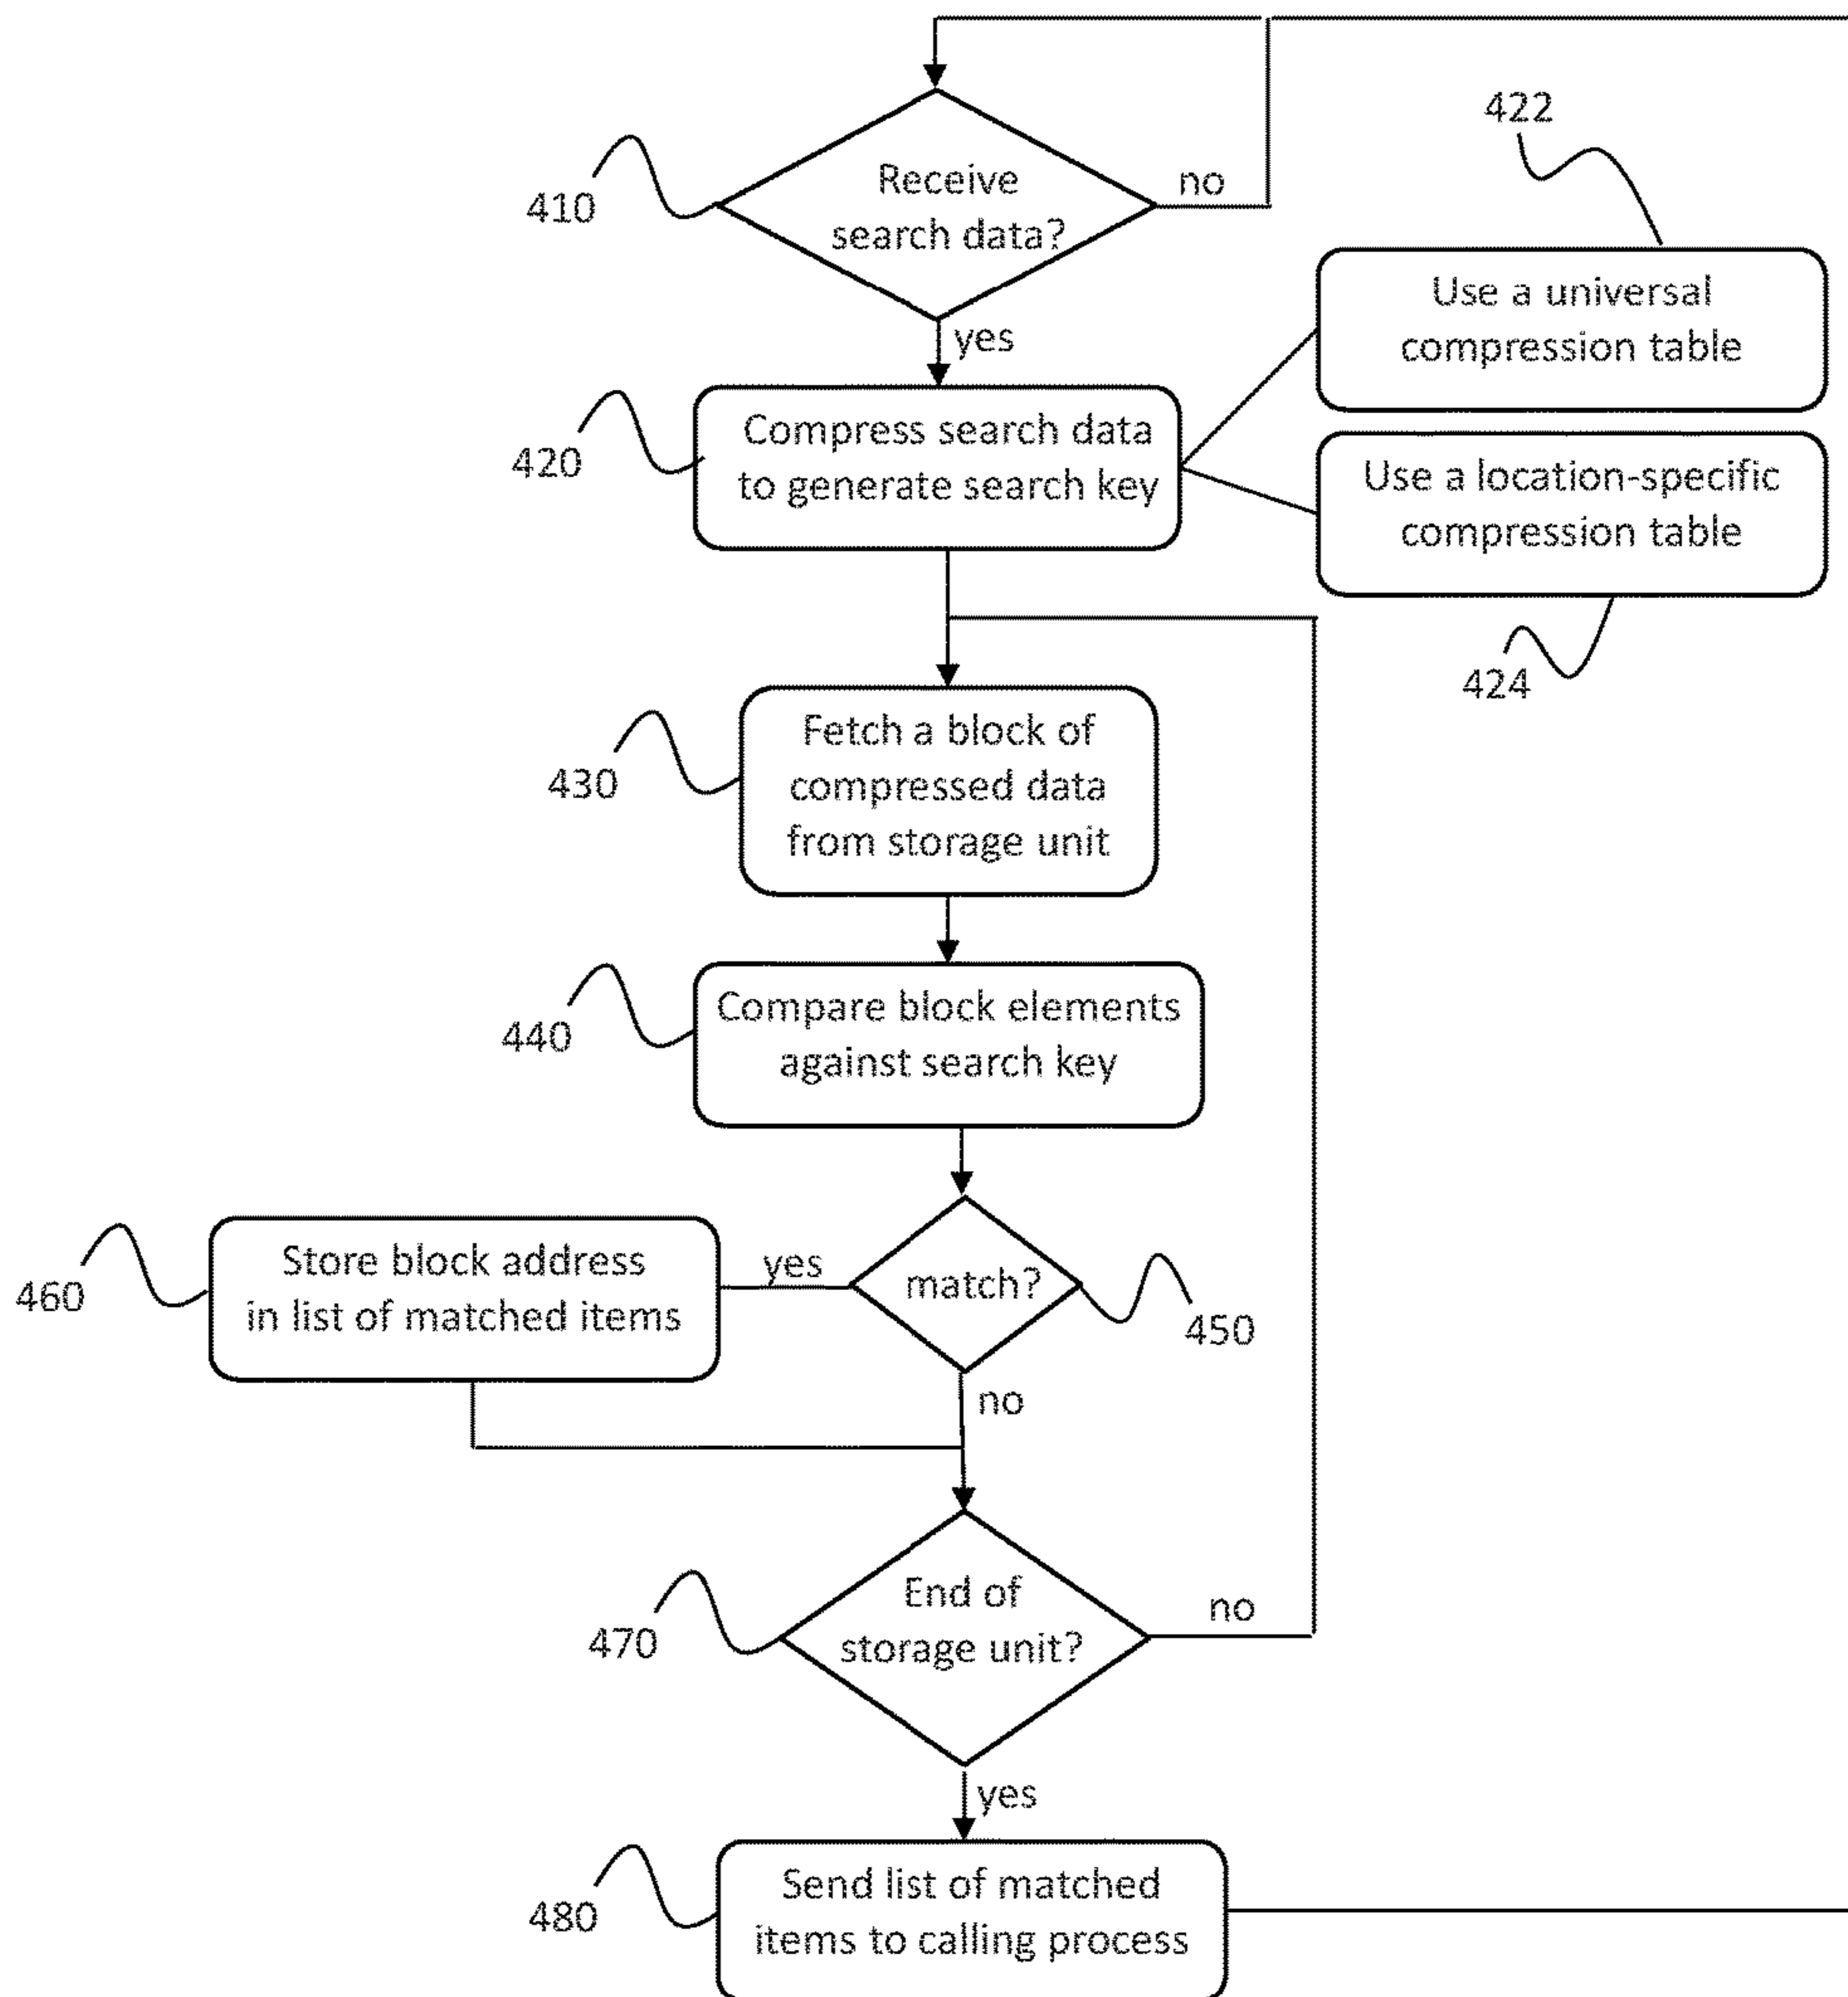 422
Receive
search data?
no
410
Use a universal
compression table
yes
Compress search data
to generate search key
420
Use a location-specific
compression table
424
Fetch a block of
compressed data
from storage unit
430
Compare block elements
against search key
440
Store block address
in list of matched items
yes
match?
460
450
no
End of
storage unit?
no
470
yes
Send list of matched
items to calling process
480